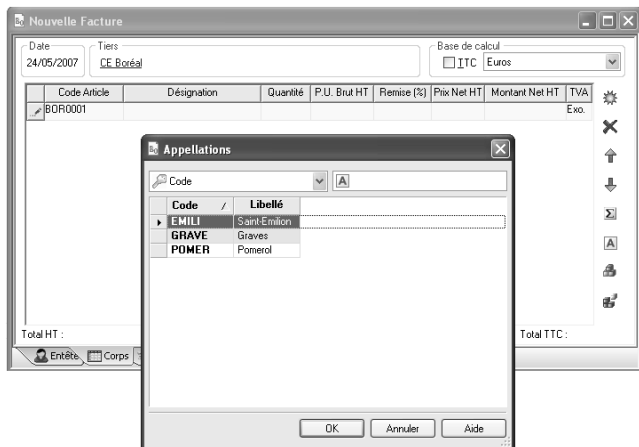 Nouvelle Facture
Date
Tiers
Base de calcul
24/05/2007
CE Boréal
TTC
Euros
Code Article
Désignation
Quantité
P.U. Brut HT
Remise (%)
Prix Net HT
Montant Net HT
TVA
BOR0001
Exo.
Appellations
Code
A
Code
Libellé
EMILI
Saint-Emilion
GRAVE
Graves
POMER
Pomerol
Σ
A
Total HT :
Total TTC :
Entête
Corps
OK
Annuler
Aide